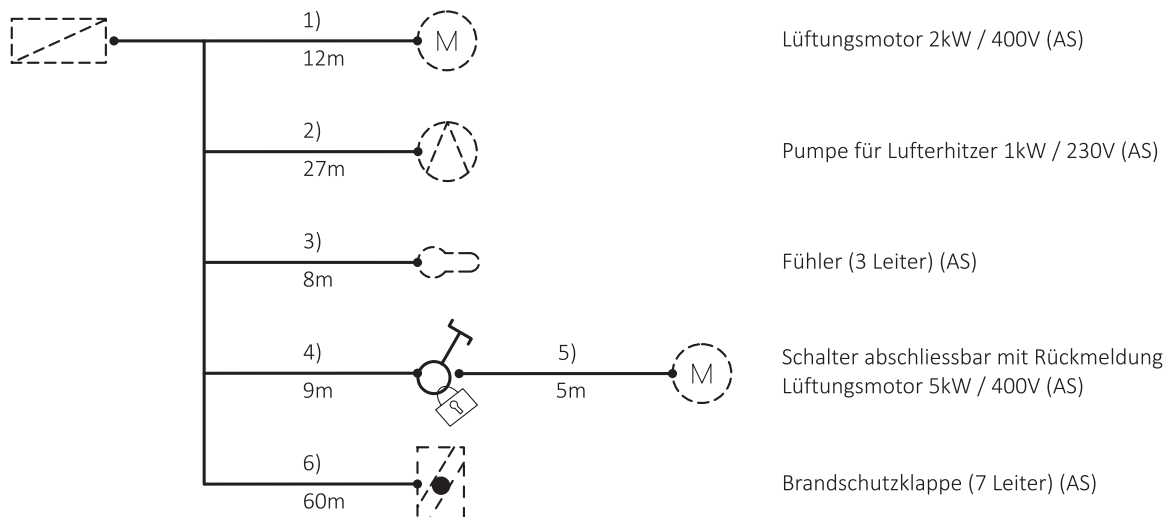 1)
12m
M
Lüftungsmotor 2kW / 400V (AS)
2)
27m
Pumpe für Lufterhitzer 1kW / 230V (AS)
3)
8m
Fühler (3 Leiter) (AS)
4)
9m
5)
5m
M
Schalter abschliessbar mit Rückmeldung
Lüftungsmotor 5kW / 400V (AS)
6)
60m
Brandschutzklappe (7 Leiter) (AS)